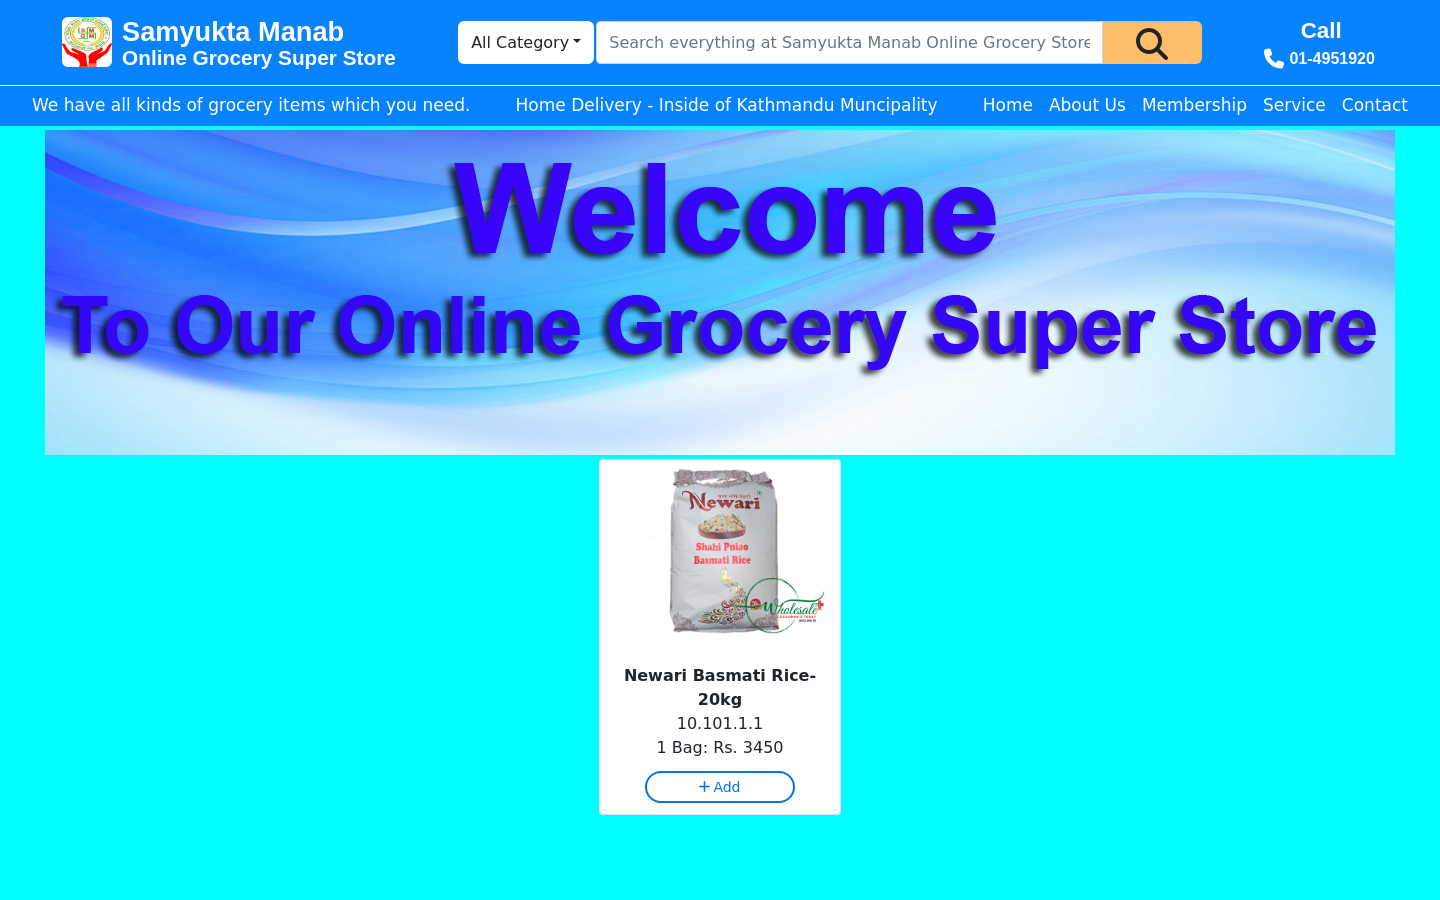 Samyukta Manab
Online Grocery Super Store
All Category
Search everything at Samyukta Manab Online Grocery Store
Call
01-4951920
We have all kinds of grocery items which you need.
Home Delivery - Inside of Kathmandu Muncipality
Home About Us Membership Service Contact
Welcome
To Our Online Grocery Super Store
Newari
Shahi Pulao
Basmati Rice
Wholesale
Newari Basmati Rice-
20kg
10.101.1.1
1 Bag: Rs. 3450
+ Add